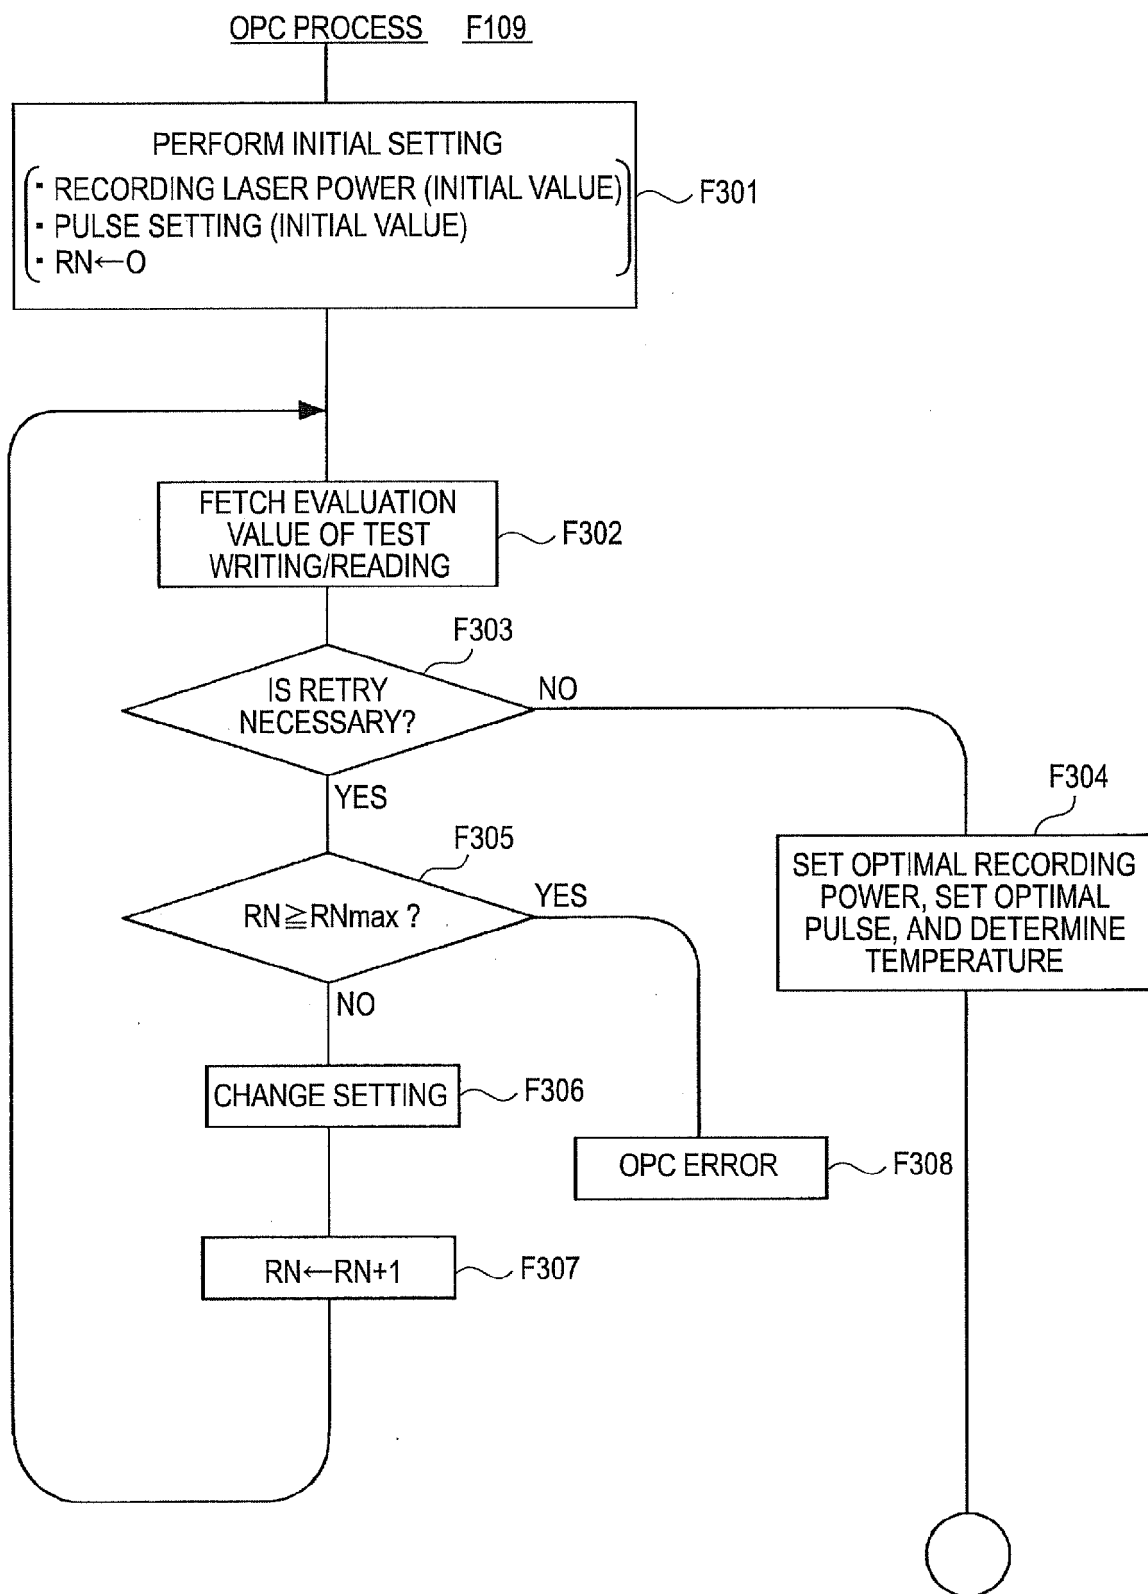 OPC PROCESS F109
PERFORM INITIAL SETTING
・RECORDING LASER POWER (INITIAL VALUE)
・PULSE SETTING (INITIAL VALUE)
・RN←O
F301
FETCH EVALUATION
VALUE OF TEST
WRITING/READING
F302
F303
IS RETRY
NECESSARY?
NO
YES
F304
SET OPTIMAL RECORDING
POWER, SET OPTIMAL
PULSE, AND DETERMINE
TEMPERATURE
F305
RN≧RNmax ?
YES
NO
CHANGE SETTING
F306
OPC ERROR
F308
RN←RN+1
F307